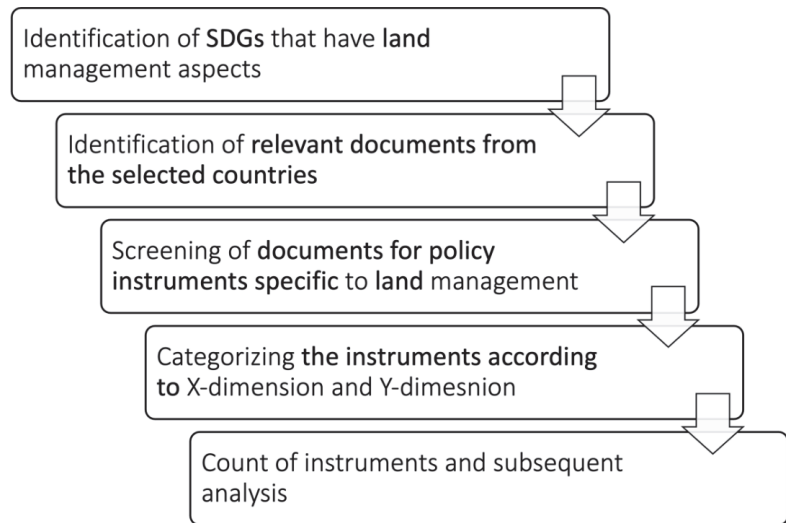 Identification of SDGs that have land
management aspects
Identification of relevant documents from
the selected countries
Screening of documents for policy
instruments specific to land management
Categorizing the instruments according
to X-dimension and Y-dimesnion
Count of instruments and subsequent
analysis